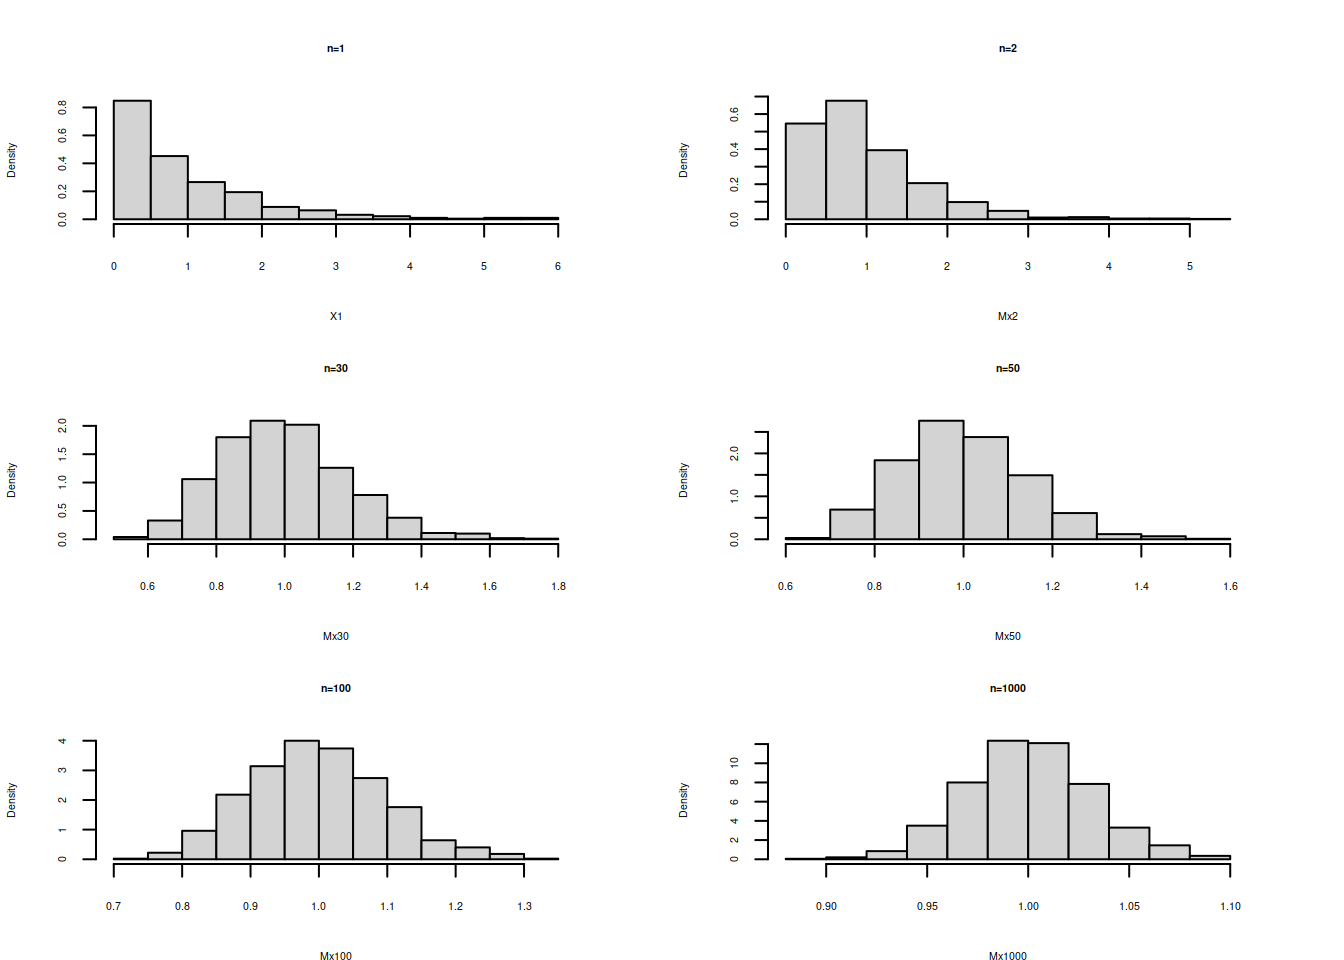 n=1
Density
0.0 0.2 0.4 0.6 0.8
0 1 2 3 4 5 6
X1
n=2
Density
0.0 0.2 0.4 0.6
0 1 2 3 4 5
Mx2
n=30
Density
0.0 0.5 1.0 1.5 2.0
0.6 0.8 1.0 1.2 1.4 1.6 1.8
Mx30
n=50
Density
0.0 1.0 2.0
0.6 0.8 1.0 1.2 1.4 1.6
Mx50
n=100
Density
0 1 2 3 4
0.7 0.8 0.9 1.0 1.1 1.2 1.3
Mx100
n=1000
Density
0 2 4 6 8 10
0.90 0.95 1.00 1.05 1.10
Mx1000